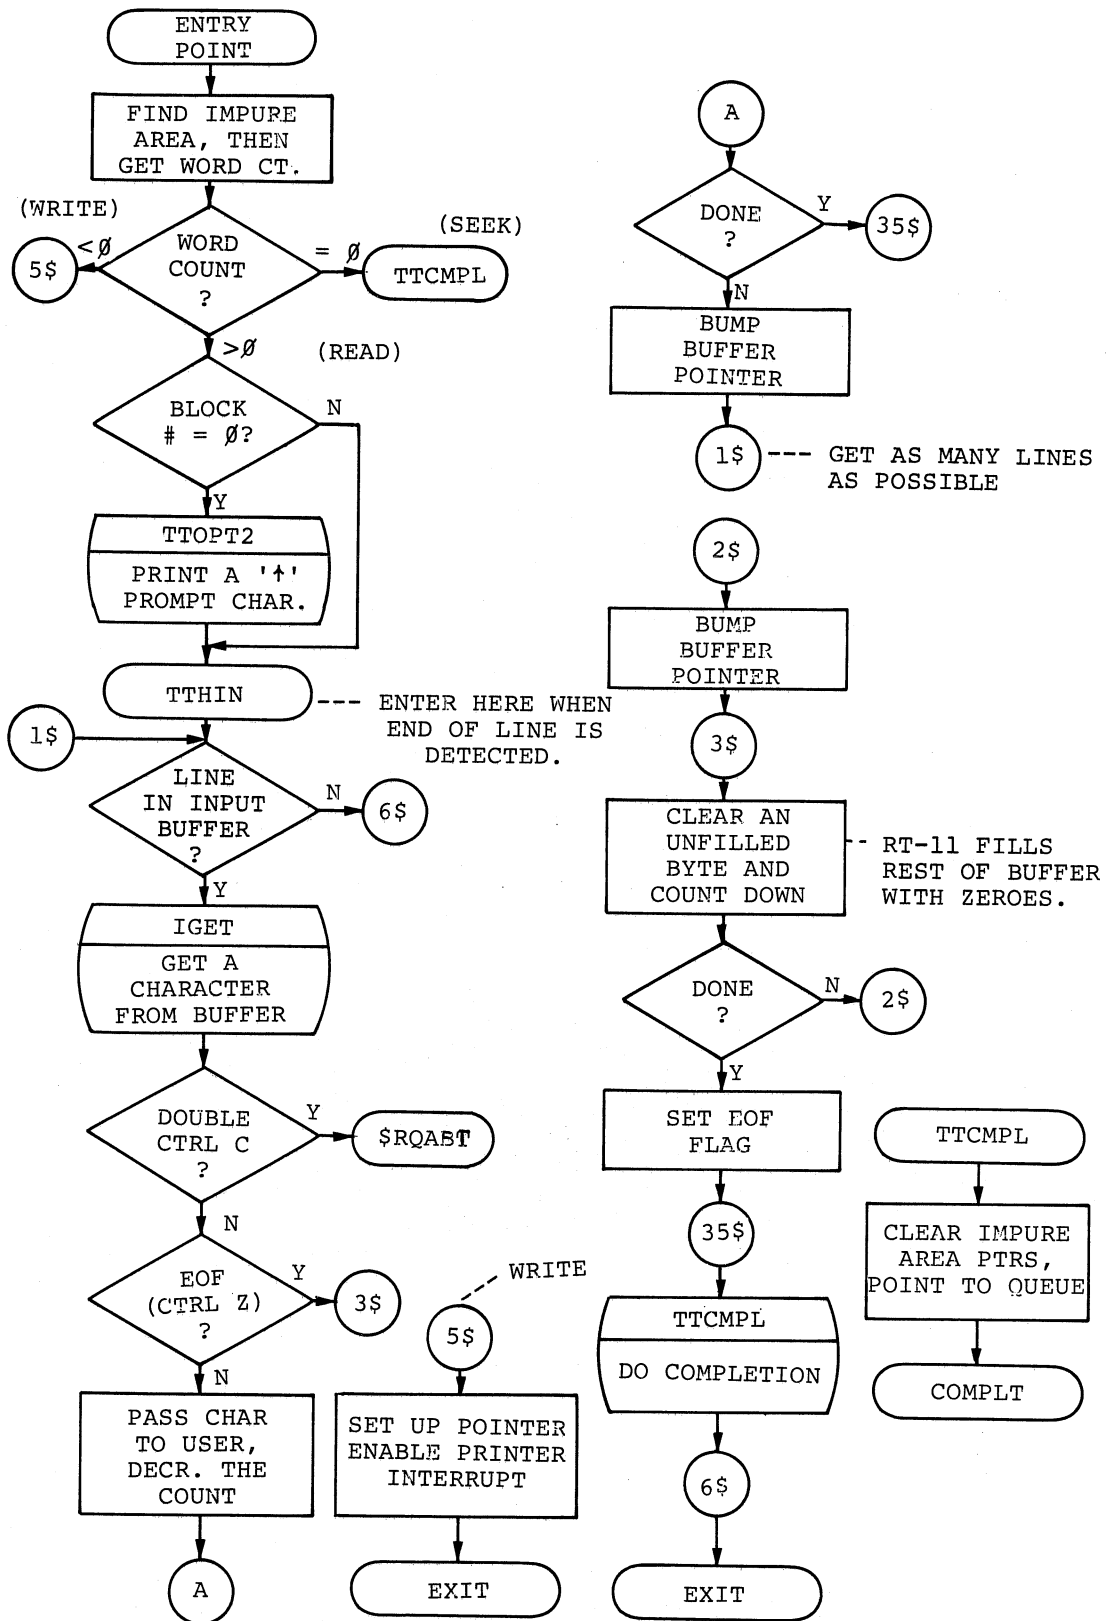 ENTRY
POINT
FIND IMPURE
AREA, THEN
GET WORD CT.
(WRITE)
5$
<Ø
WORD
COUNT
?
= Ø
(SEEK)
TTCMPL
>Ø
(READ)
BLOCK
# = Ø?
N
Y
TTOPT2
PRINT A '↑'
PROMPT CHAR.
TTHIN
--- ENTER HERE WHEN
END OF LINE IS
DETECTED.
1$
LINE
IN INPUT
BUFFER
?
N
6$
Y
IGET
GET A
CHARACTER
FROM BUFFER
DOUBLE
CTRL C
?
Y
$RQABT
N
EOF
(CTRL Z)
?
Y
3$
N
PASS CHAR
TO USER,
DECR. THE
COUNT
A
WRITE
5$
SET UP POINTER
ENABLE PRINTER
INTERRUPT
EXIT
A
DONE
?
Y
35$
N
BUMP
BUFFER
POINTER
1$
--- GET AS MANY LINES
AS POSSIBLE
2$
BUMP
BUFFER
POINTER
3$
CLEAR AN
UNFILLED
BYTE AND
COUNT DOWN
-- RT-11 FILLS
REST OF BUFFER
WITH ZEROES.
DONE
?
N
2$
Y
SET EOF
FLAG
35$
TTCMPL
DO COMPLETION
6$
EXIT
TTCMPL
CLEAR IMPURE
AREA PTRS,
POINT TO QUEUE
COMPLT